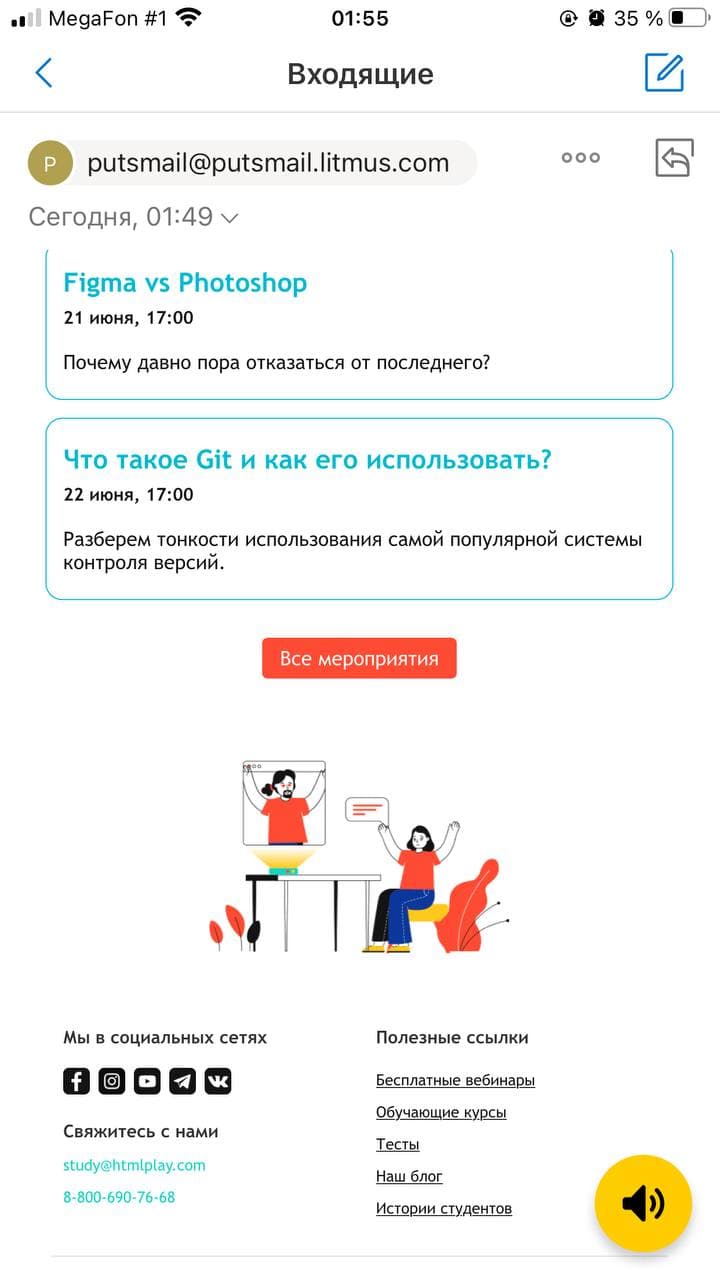 MegaFon #1 01:55 35 %
Входящие
P putsmail@putsmail.litmus.com
Сегодня, 01:49
Figma vs Photoshop
21 июня, 17:00
Почему давно пора отказаться от последнего?
Что такое Git и как его использовать?
22 июня, 17:00
Разберем тонкости использования самой популярной системы
контроля версий.
Все мероприятия
Мы в социальных сетях
Свяжитесь с нами
study@htmlplay.com
8-800-690-76-68
Полезные ссылки
Бесплатные вебинары
Обучающие курсы
Тесты
Наш блог
Истории студентов